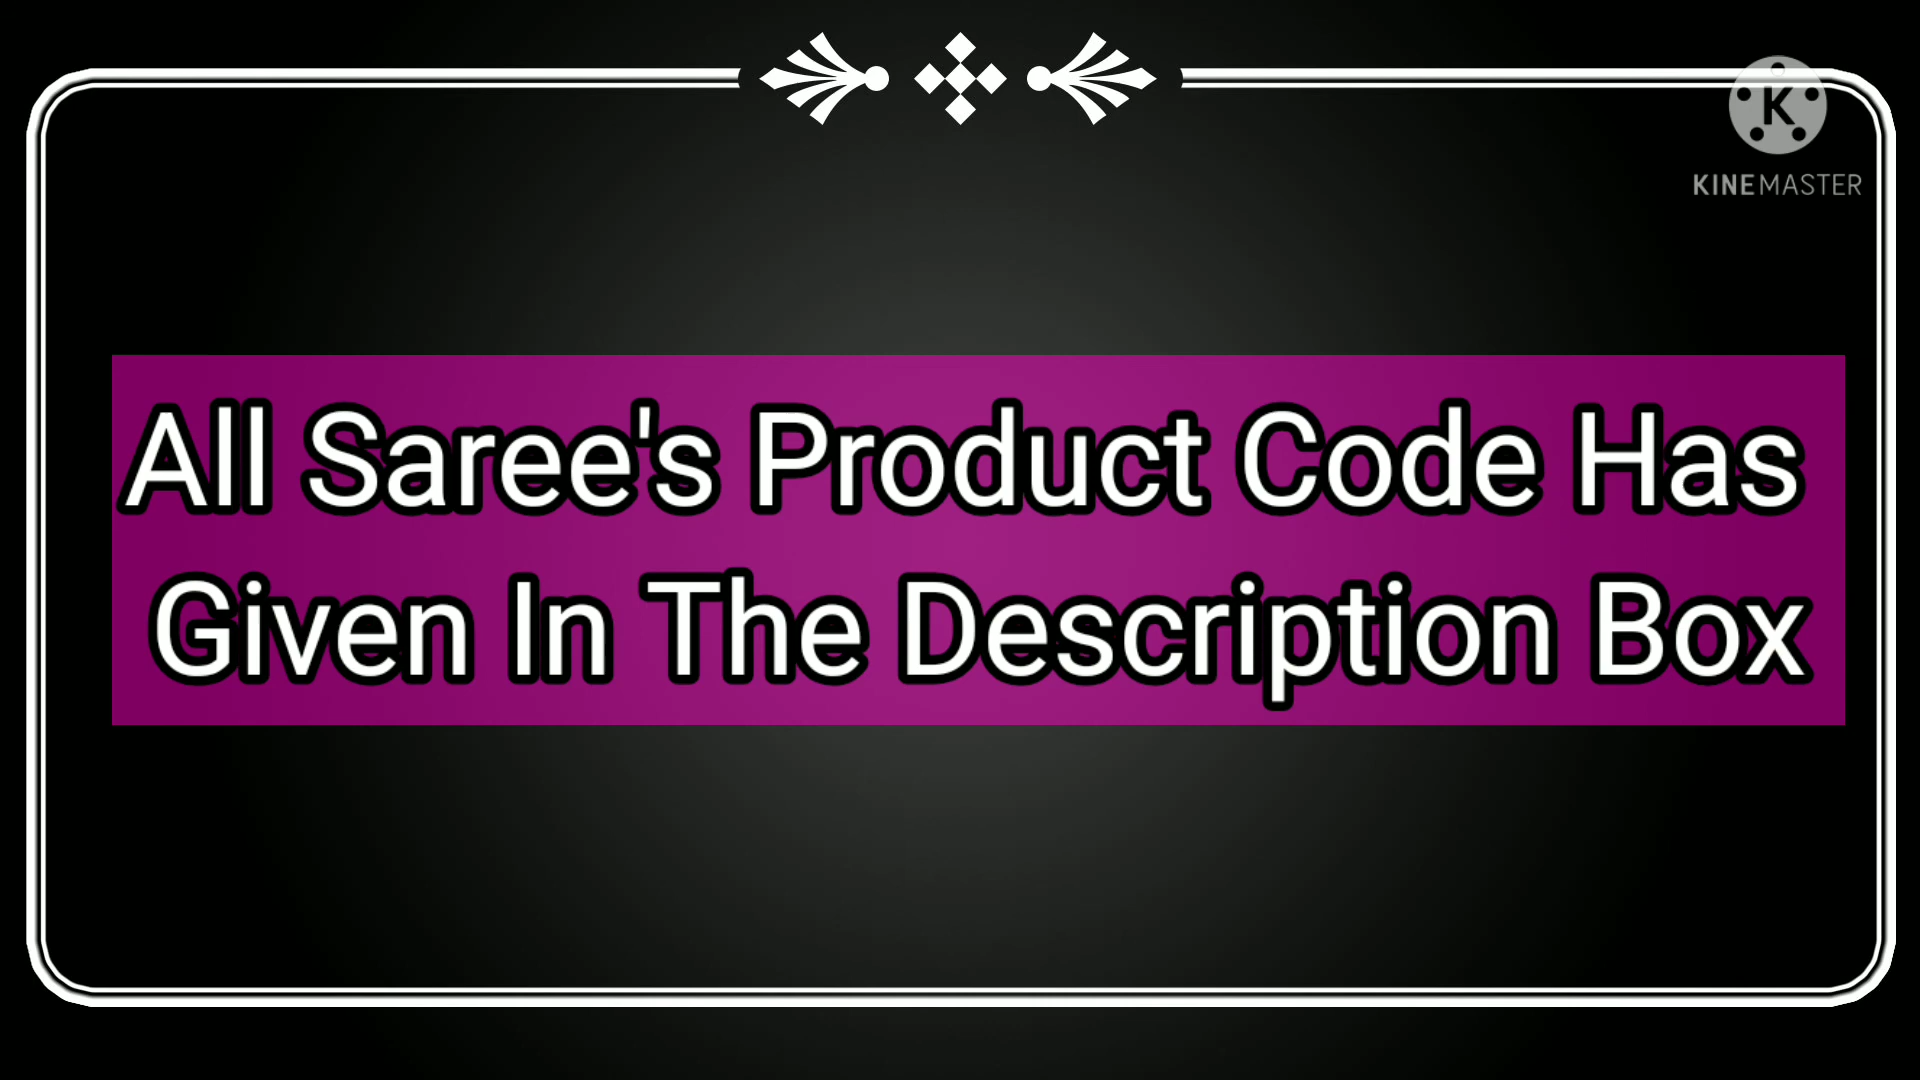 K
KINEMASTER
All Saree's Product Code Has
Given In The Description Box